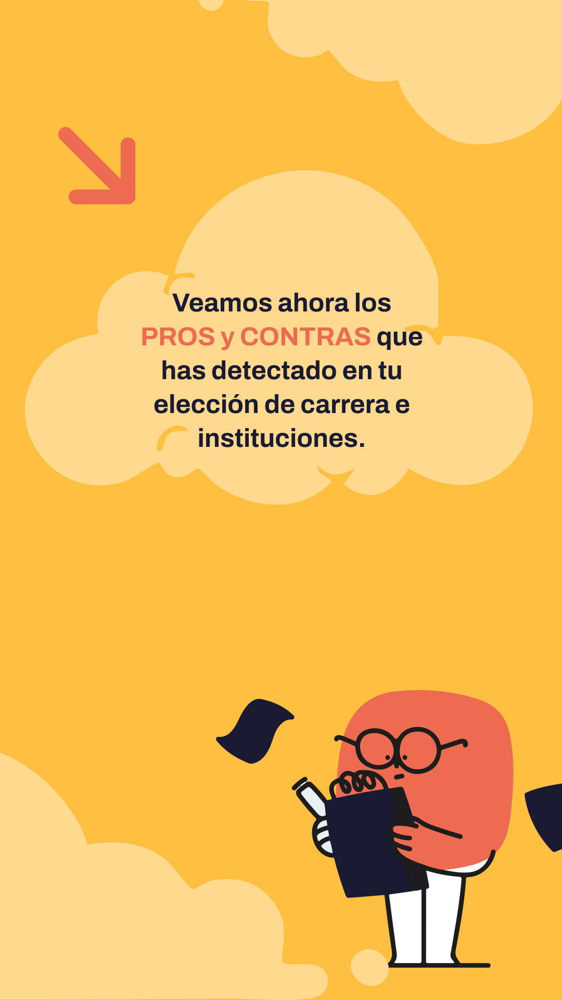 Veamos ahora los
PROS y CONTRAS que
has detectado en tu
elección de carrera e
instituciones.